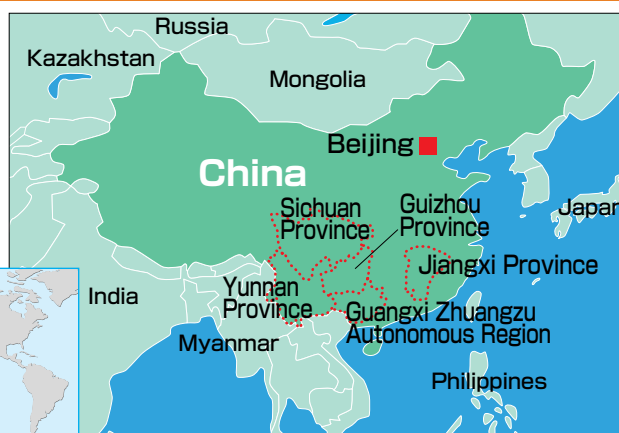 Russia
Kazakhstan
Mongolia
Beijing
China
Sichuan
Province
Guizhou
Province
Japan
Jiangxi Province
Yunnan
Province
India
Guangxi Zhuangzu
Autonomous Region
Myanmar
Philippines